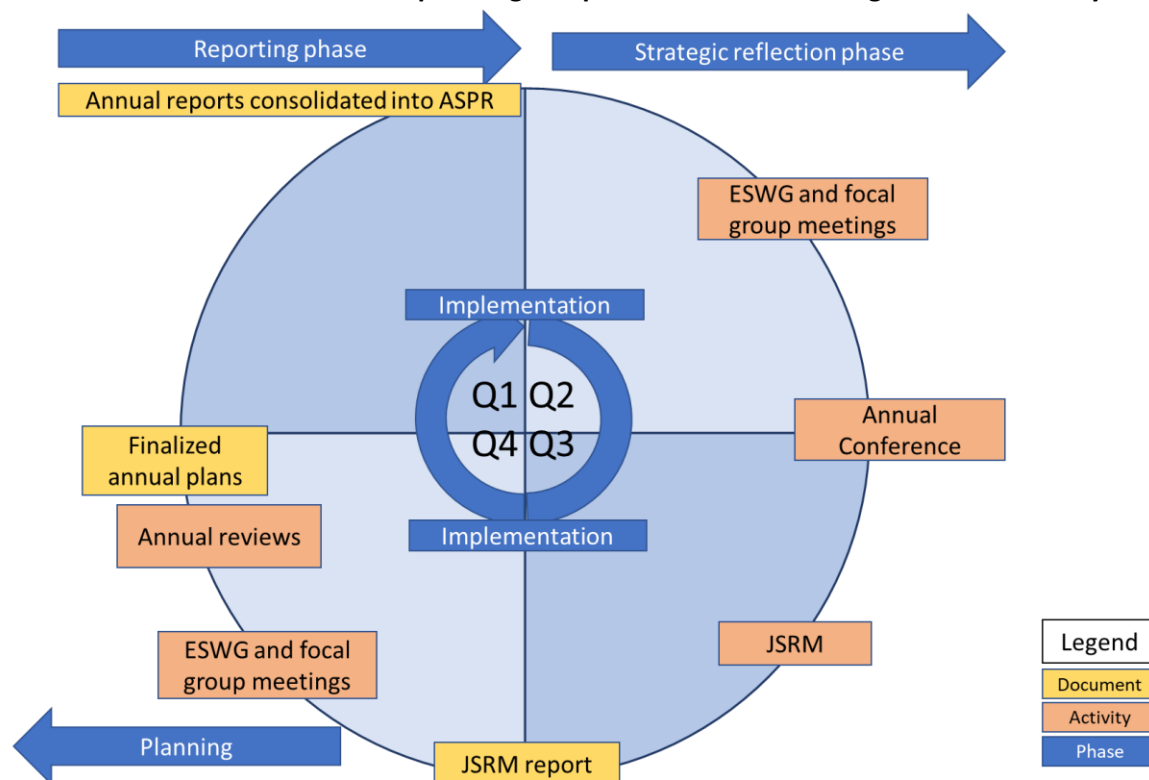 Reporting phase
Strategic reflection phase
Annual reports consolidated into ASPR
ESWG and focal
group meetings
Implementation
Q1 Q2
Q4 Q3
Annual
Conference
Finalized
annual plans
Annual reviews
Implementation
ESWG and focal
group meetings
JSRM
Planning
JSRM report
Legend
Document
Activity
Phase